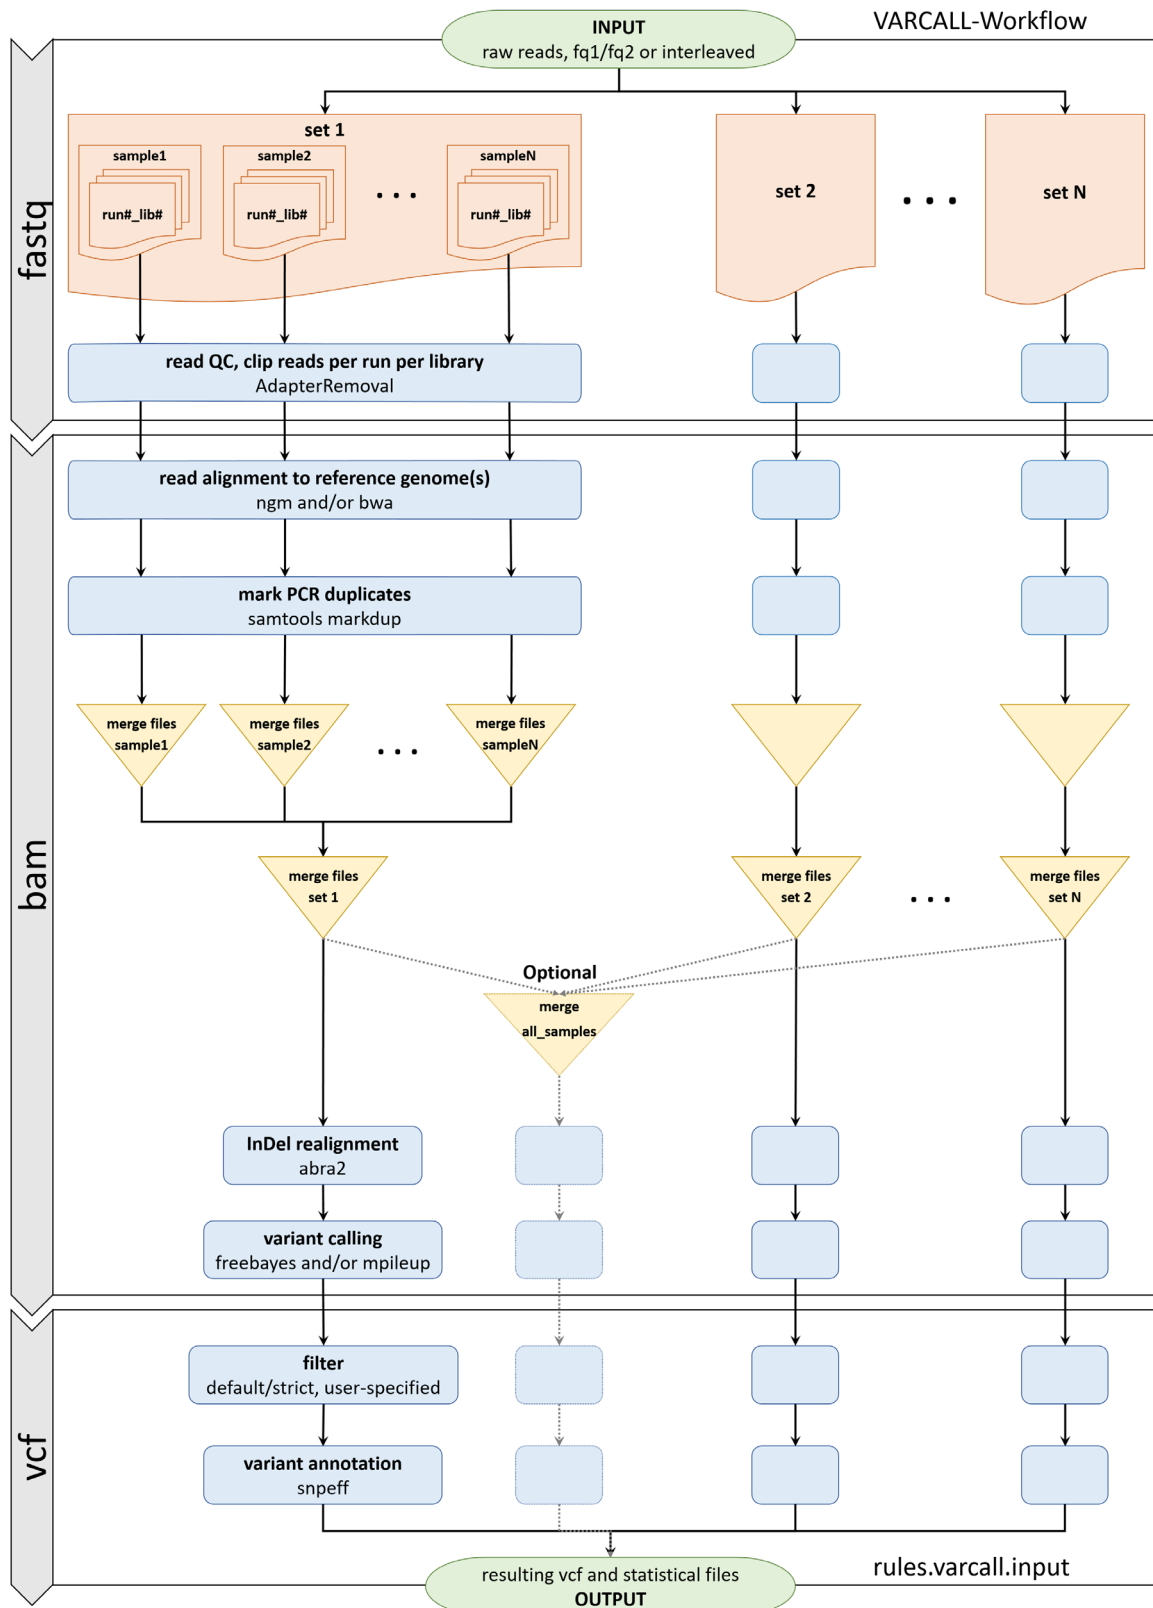 VARCALL-Workflow
INPUT
raw reads, fq1/fq2 or interleaved
fastq
set 1
sample1
sample2
sampleN
run#_lib#
run#_lib#
. . .
run#_lib#
set 2
. . .
set N
read QC, clip reads per run per library
AdapterRemoval
bam
read alignment to reference genome(s)
ngm and/or bwa
mark PCR duplicates
samtools markdup
merge files
sample1
merge files
sample2
. . .
merge files
sampleN
merge files
set 1
merge files
set 2
. . .
merge files
set N
Optional
merge
all_samples
InDel realignment
abra2
variant calling
freebayes and/or mpileup
vcf
filter
default/strict, user-specified
variant annotation
snpeff
resulting vcf and statistical files
OUTPUT
rules.varcall.input